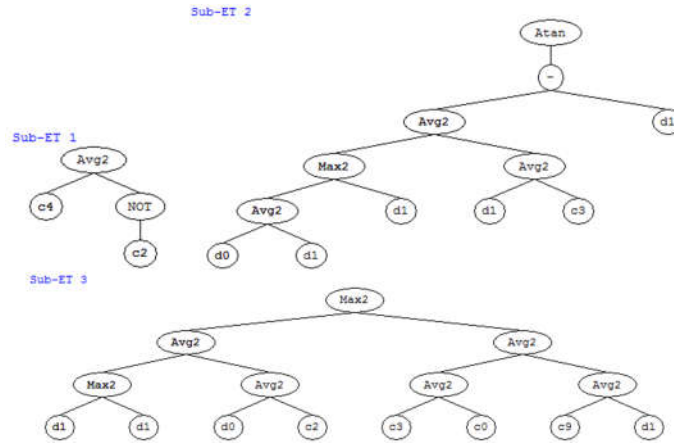 Sub-ET 2
Atan
-
Avg2
d1
Sub-ET 1
Avg2
Max2
Avg2
c4
NOT
Avg2
d1
d1
c3
c2
d0
d1
Sub-ET 3
Max2
Avg2
Avg2
Max2
Avg2
Avg2
Avg2
d1
d1
d0
c2
c3
c0
c9
d1